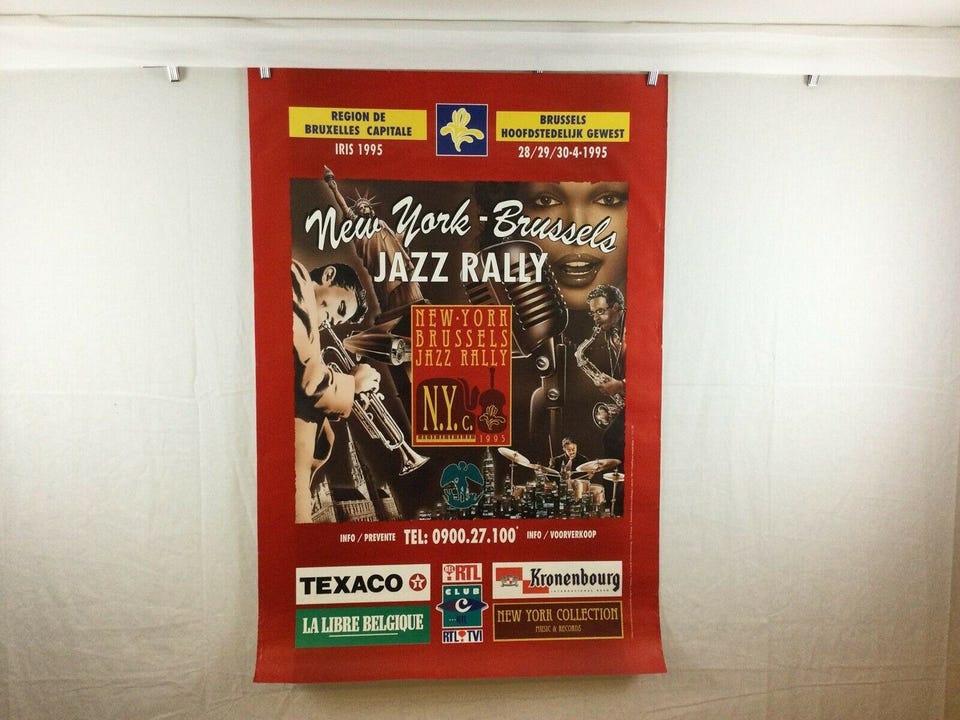 REGION DE
BRUXELLES CAPITALE
IRIS 1995
BRUSSELS
HOOFDSTEDELIJK GEWEST
28/29/30-4-1995
New York - Brussels
JAZZ RALLY
NEW·YORK
BRUSSELS
JAZZ RALLY
N.Y.C.
1995
INFO / PREVENTE TEL: 0900.27.100* INFO / VOORVERKOOP
TEXACO T
LA LIBRE BELGIQUE
RTL
CLUB
RTL TVI
Kronenbourg
NEW YORK COLLECTION
MUSIC & RECORDS